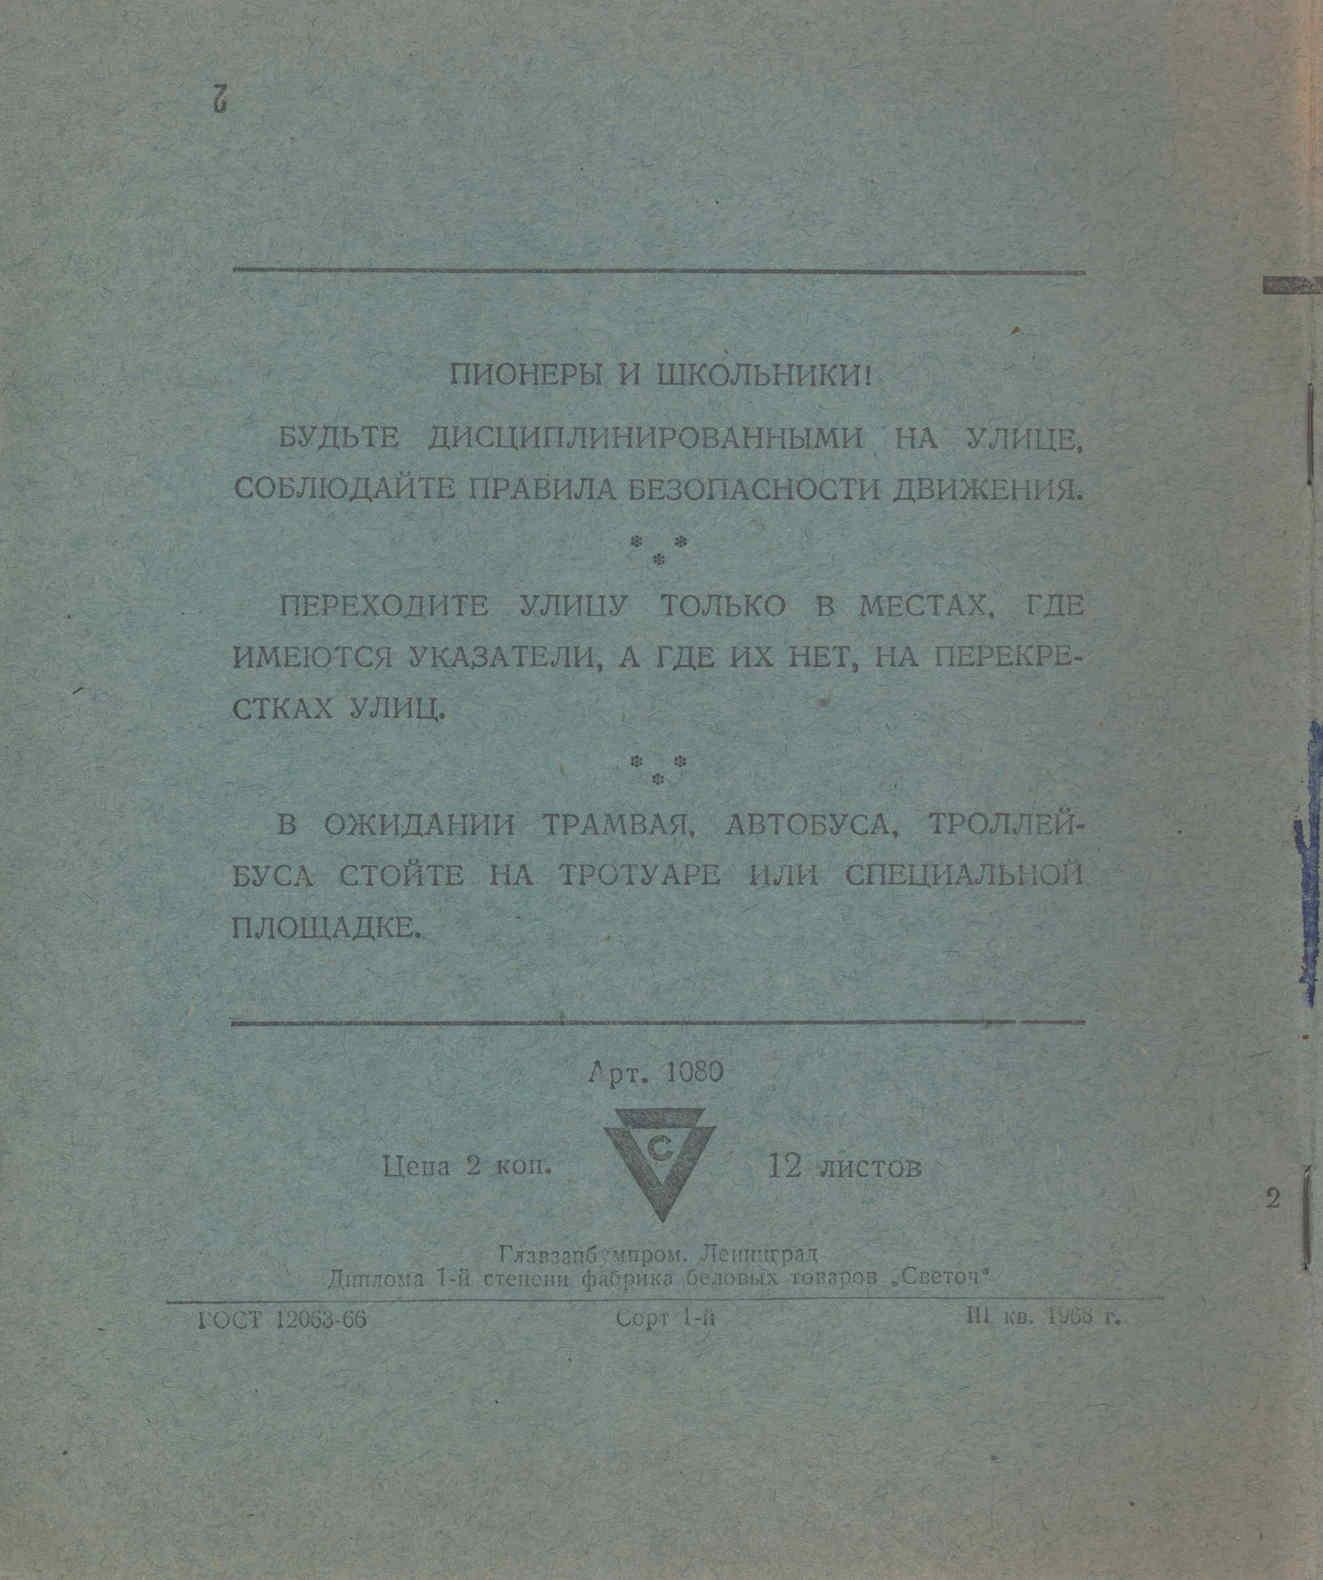 2
ПИОНЕРЫ И ШКОЛЬНИКИ!
БУДЬТЕ ДИСЦИПЛИНИРОВАННЫМИ НА УЛИЦЕ,
СОБЛЮДАЙТЕ ПРАВИЛА БЕЗОПАСНОСТИ ДВИЖЕНИЯ.
* * *
ПЕРЕХОДИТЕ УЛИЦУ ТОЛЬКО В МЕСТАХ, ГДЕ
ИМЕЮТСЯ УКАЗАТЕЛИ, А ГДЕ ИХ НЕТ, НА ПЕРЕКРЕ-
СТКАХ УЛИЦ.
* * *
В ОЖИДАНИИ ТРАМВАЯ, АВТОБУСА, ТРОЛЛЕЙ-
БУСА СТОЙТЕ НА ТРОТУАРЕ ИЛИ СПЕЦИАЛЬНОЙ
ПЛОЩАДКЕ.
Арт. 1080
С
Цена 2 коп. 12 листов
2
Главзапбумпром. Ленинград
Диплома 1-й степени фабрика беловых товаров „Светоч“
ГОСТ 12063-66 Сорт 1-й III кв. 1968 г.